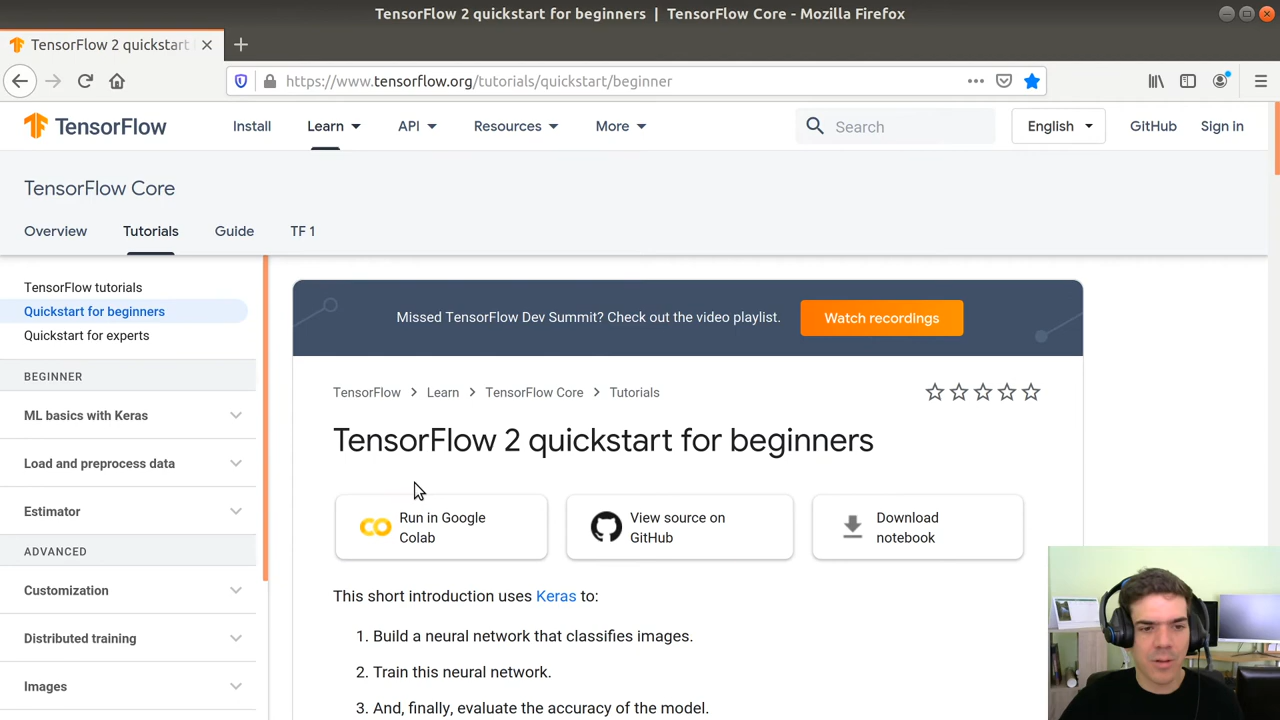 TensorFlow 2 quickstart for beginners | TensorFlow Core - Mozilla Firefox
TensorFlow 2 quickstart
https://www.tensorflow.org/tutorials/quickstart/beginner
TensorFlow
Install
Learn
API
Resources
More
Search
English
GitHub
Sign in
TensorFlow Core
Overview
Tutorials
Guide
TF 1
TensorFlow tutorials
Quickstart for beginners
Quickstart for experts
BEGINNER
ML basics with Keras
Load and preprocess data
Estimator
ADVANCED
Customization
Distributed training
Images
Missed TensorFlow Dev Summit? Check out the video playlist.
Watch recordings
TensorFlow > Learn > TensorFlow Core > Tutorials
TensorFlow 2 quickstart for beginners
Run in Google
Colab
View source on
GitHub
Download
notebook
This short introduction uses Keras to:
1. Build a neural network that classifies images.
2. Train this neural network.
3. And, finally, evaluate the accuracy of the model.